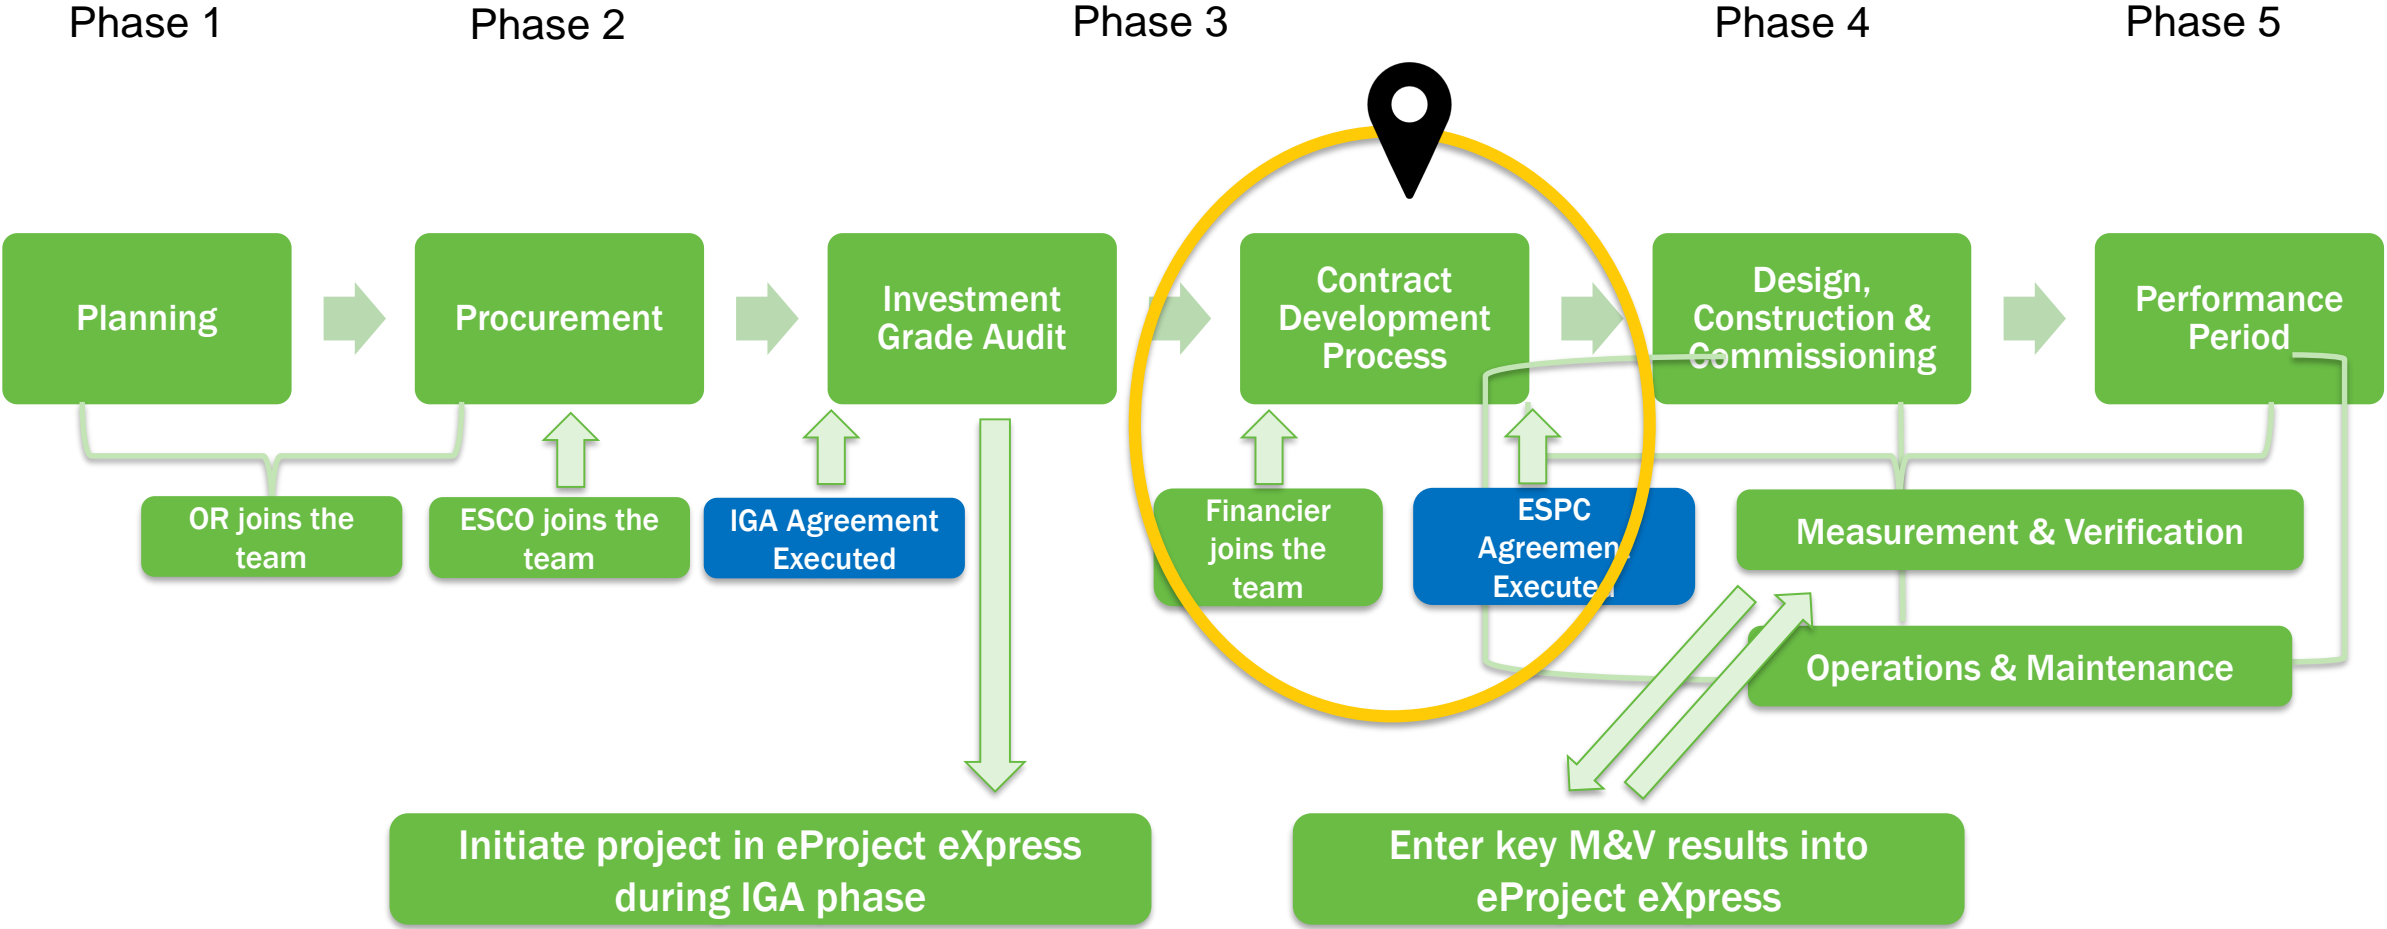 Phase 1
Phase 2
Phase 3
Phase 4
Phase 5
Planning
Procurement
Investment
Grade Audit
Contract
Development
Process
Design,
Construction &
Commissioning
Performance
Period
OR joins the
team
ESCO joins the
team
IGA Agreement
Executed
Financier
joins the
team
ESPC
Agreement
Executed
Measurement & Verification
Operations & Maintenance
Initiate project in eProject eXpress
during IGA phase
Enter key M&V results into
eProject eXpress